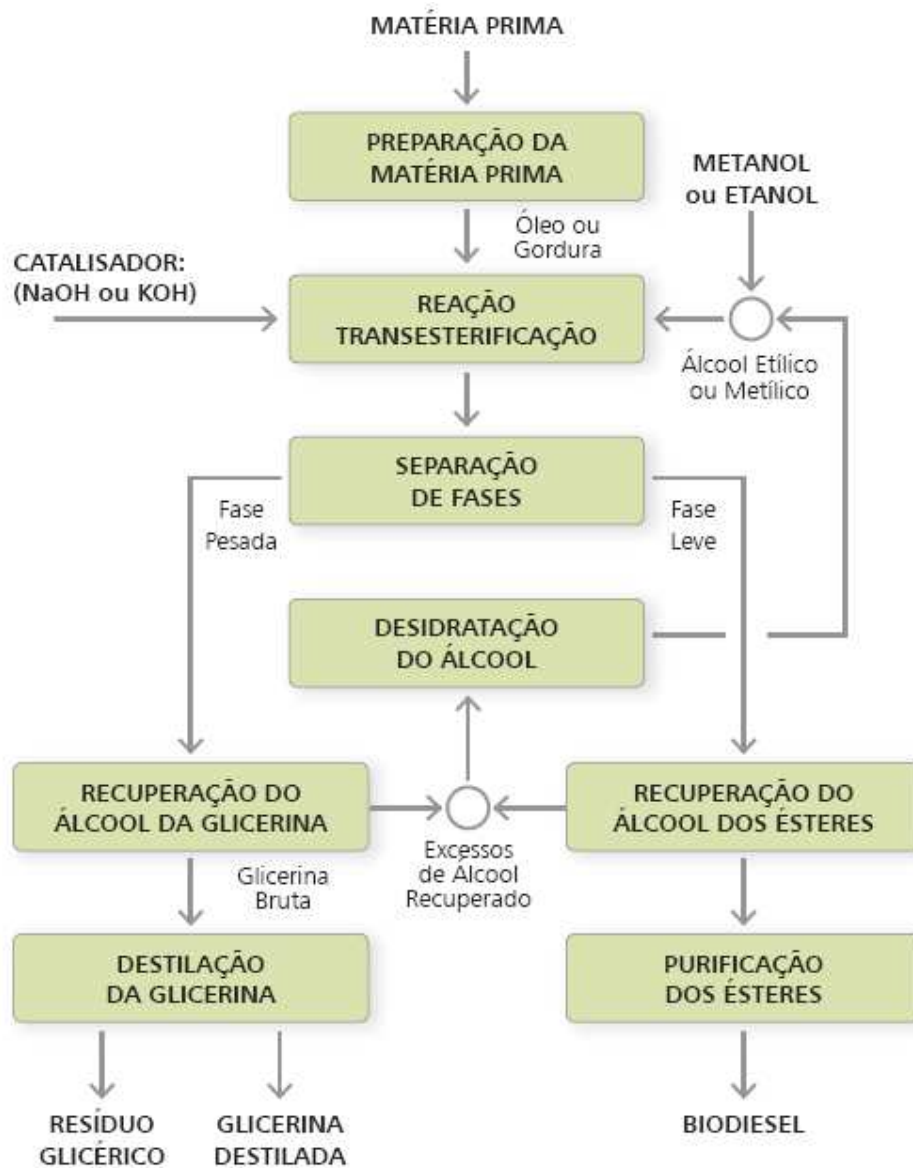 MATÉRIA PRIMA
PREPARAÇÃO DA
MATÉRIA PRIMA
METANOL
ou ETANOL
Óleo ou
Gordura
CATALISADOR:
(NaOH ou KOH)
REAÇÃO
TRANSESTERIFICAÇÃO
Álcool Etílico
ou Metílico
SEPARAÇÃO
DE FASES
Fase
Pesada
Fase
Leve
DESIDRATAÇÃO
DO ÁLCOOL
RECUPERAÇÃO DO
ÁLCOOL DA GLICERINA
RECUPERAÇÃO DO
ÁLCOOL DOS ÉSTERES
Excessos
de Álcool
Recuperado
Glicerina
Bruta
DESTILAÇÃO
DA GLICERINA
PURIFICAÇÃO
DOS ÉSTERES
RESÍDUO
GLICÉRICO
GLICERINA
DESTILADA
BIODIESEL